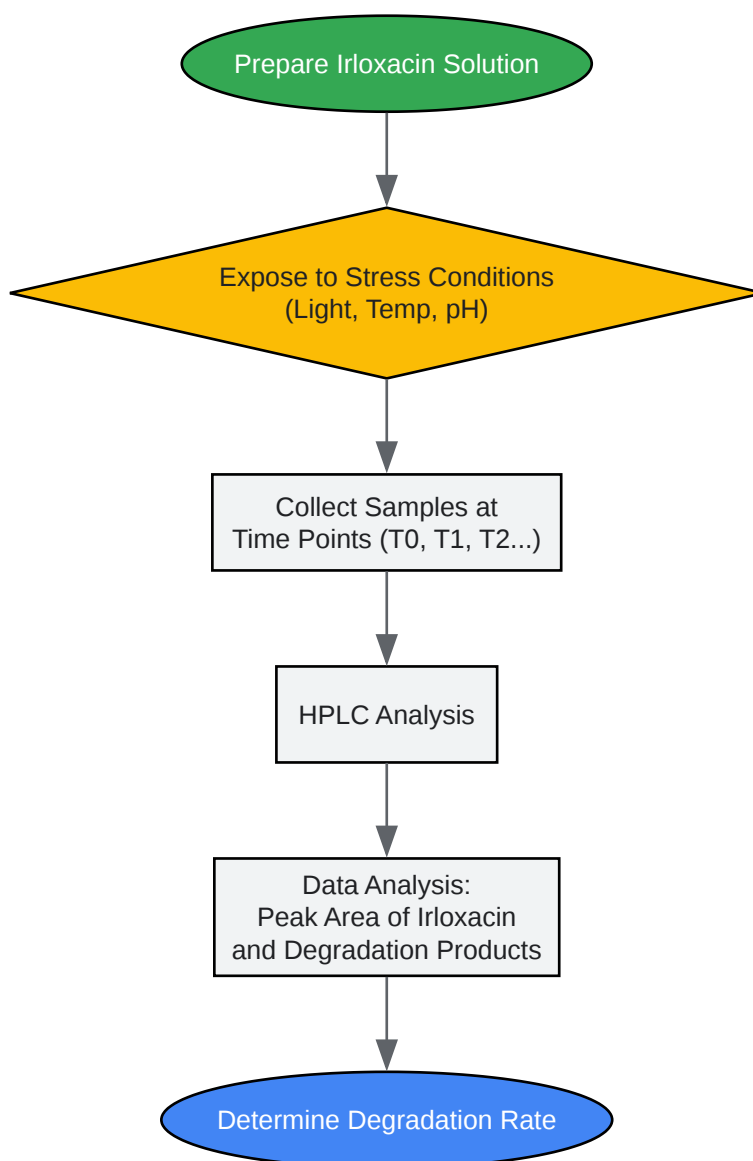 Prepare Irloxacin Solution
Expose to Stress Conditions
(Light, Temp, pH)
Collect Samples at
Time Points (T0, T1, T2...)
HPLC Analysis
Data Analysis:
Peak Area of Irloxacin
and Degradation Products
Determine Degradation Rate